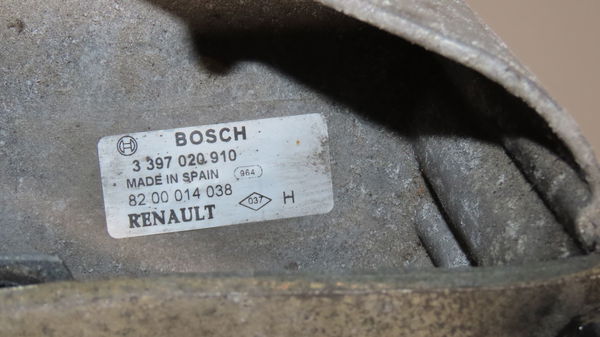 BOSCH
3 397 020 910
MADE IN SPAIN 964
82 00 014 038
RENAULT 037 H